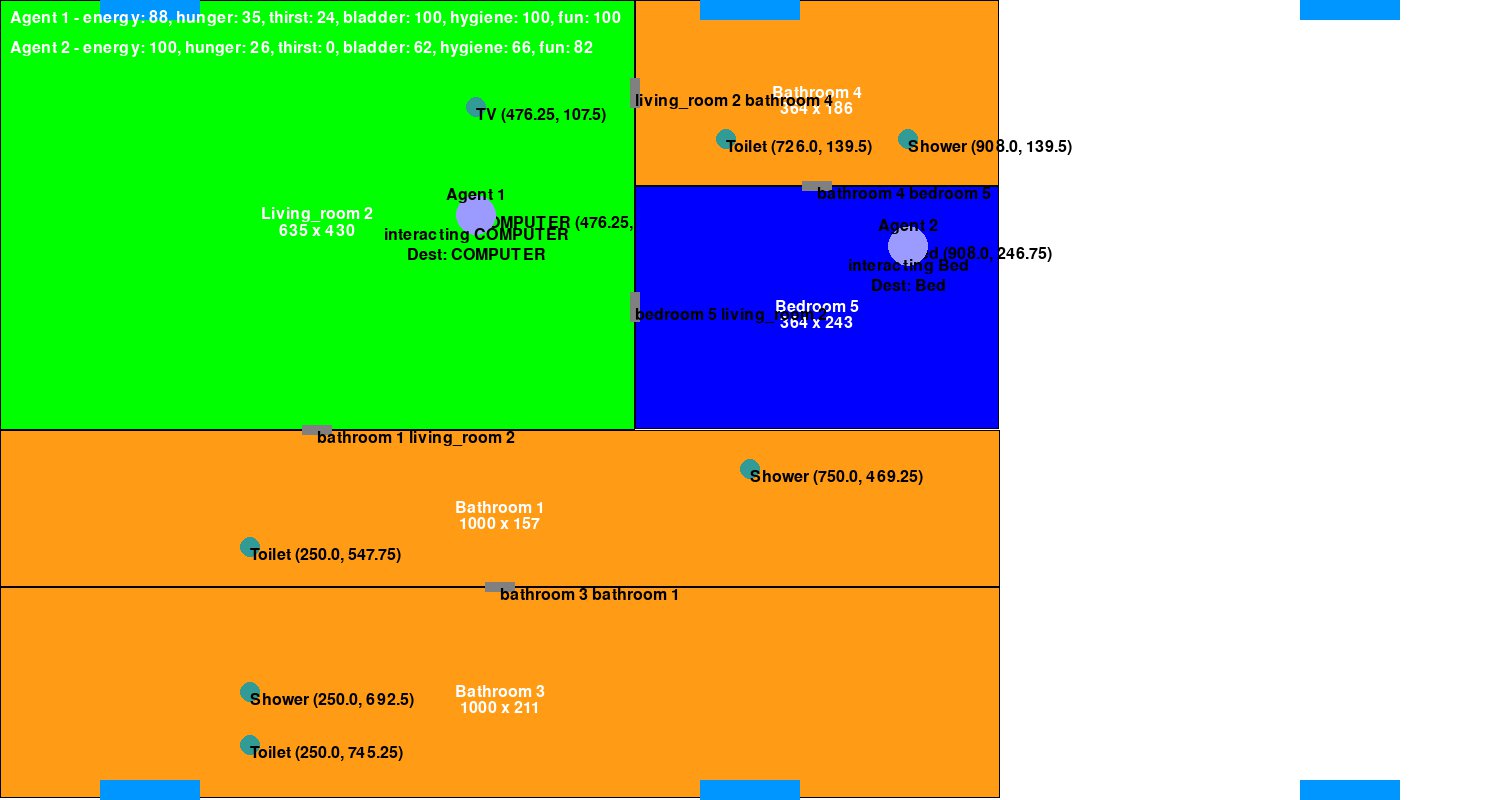 Agent 1 - energy: 88, hunger: 35, thirst: 24, bladder: 100, hygiene: 100, fun: 100
Agent 2 - energy: 100, hunger: 26, thirst: 0, bladder: 62, hygiene: 66, fun: 82
Bathroom 4
364 x 186
living_room 2 bathroom 4
TV (476.25, 107.5)
Toilet (726.0, 139.5)
Shower (908.0, 139.5)
bathroom 4 bedroom 5
Agent 1
Living_room 2
635 x 430
OMPUTER (476.25,
interacting COMPUTER
Dest: COMPUTER
Agent 2
d (908.0, 246.75)
interacting Bed
Dest: Bed
Bedroom 5
364 x 243
bedroom 5 living_room 2
bathroom 1 living_room 2
Shower (750.0, 469.25)
Bathroom 1
1000 x 157
Toilet (250.0, 547.75)
bathroom 3 bathroom 1
Shower (250.0, 692.5)
Bathroom 3
1000 x 211
Toilet (250.0, 745.25)